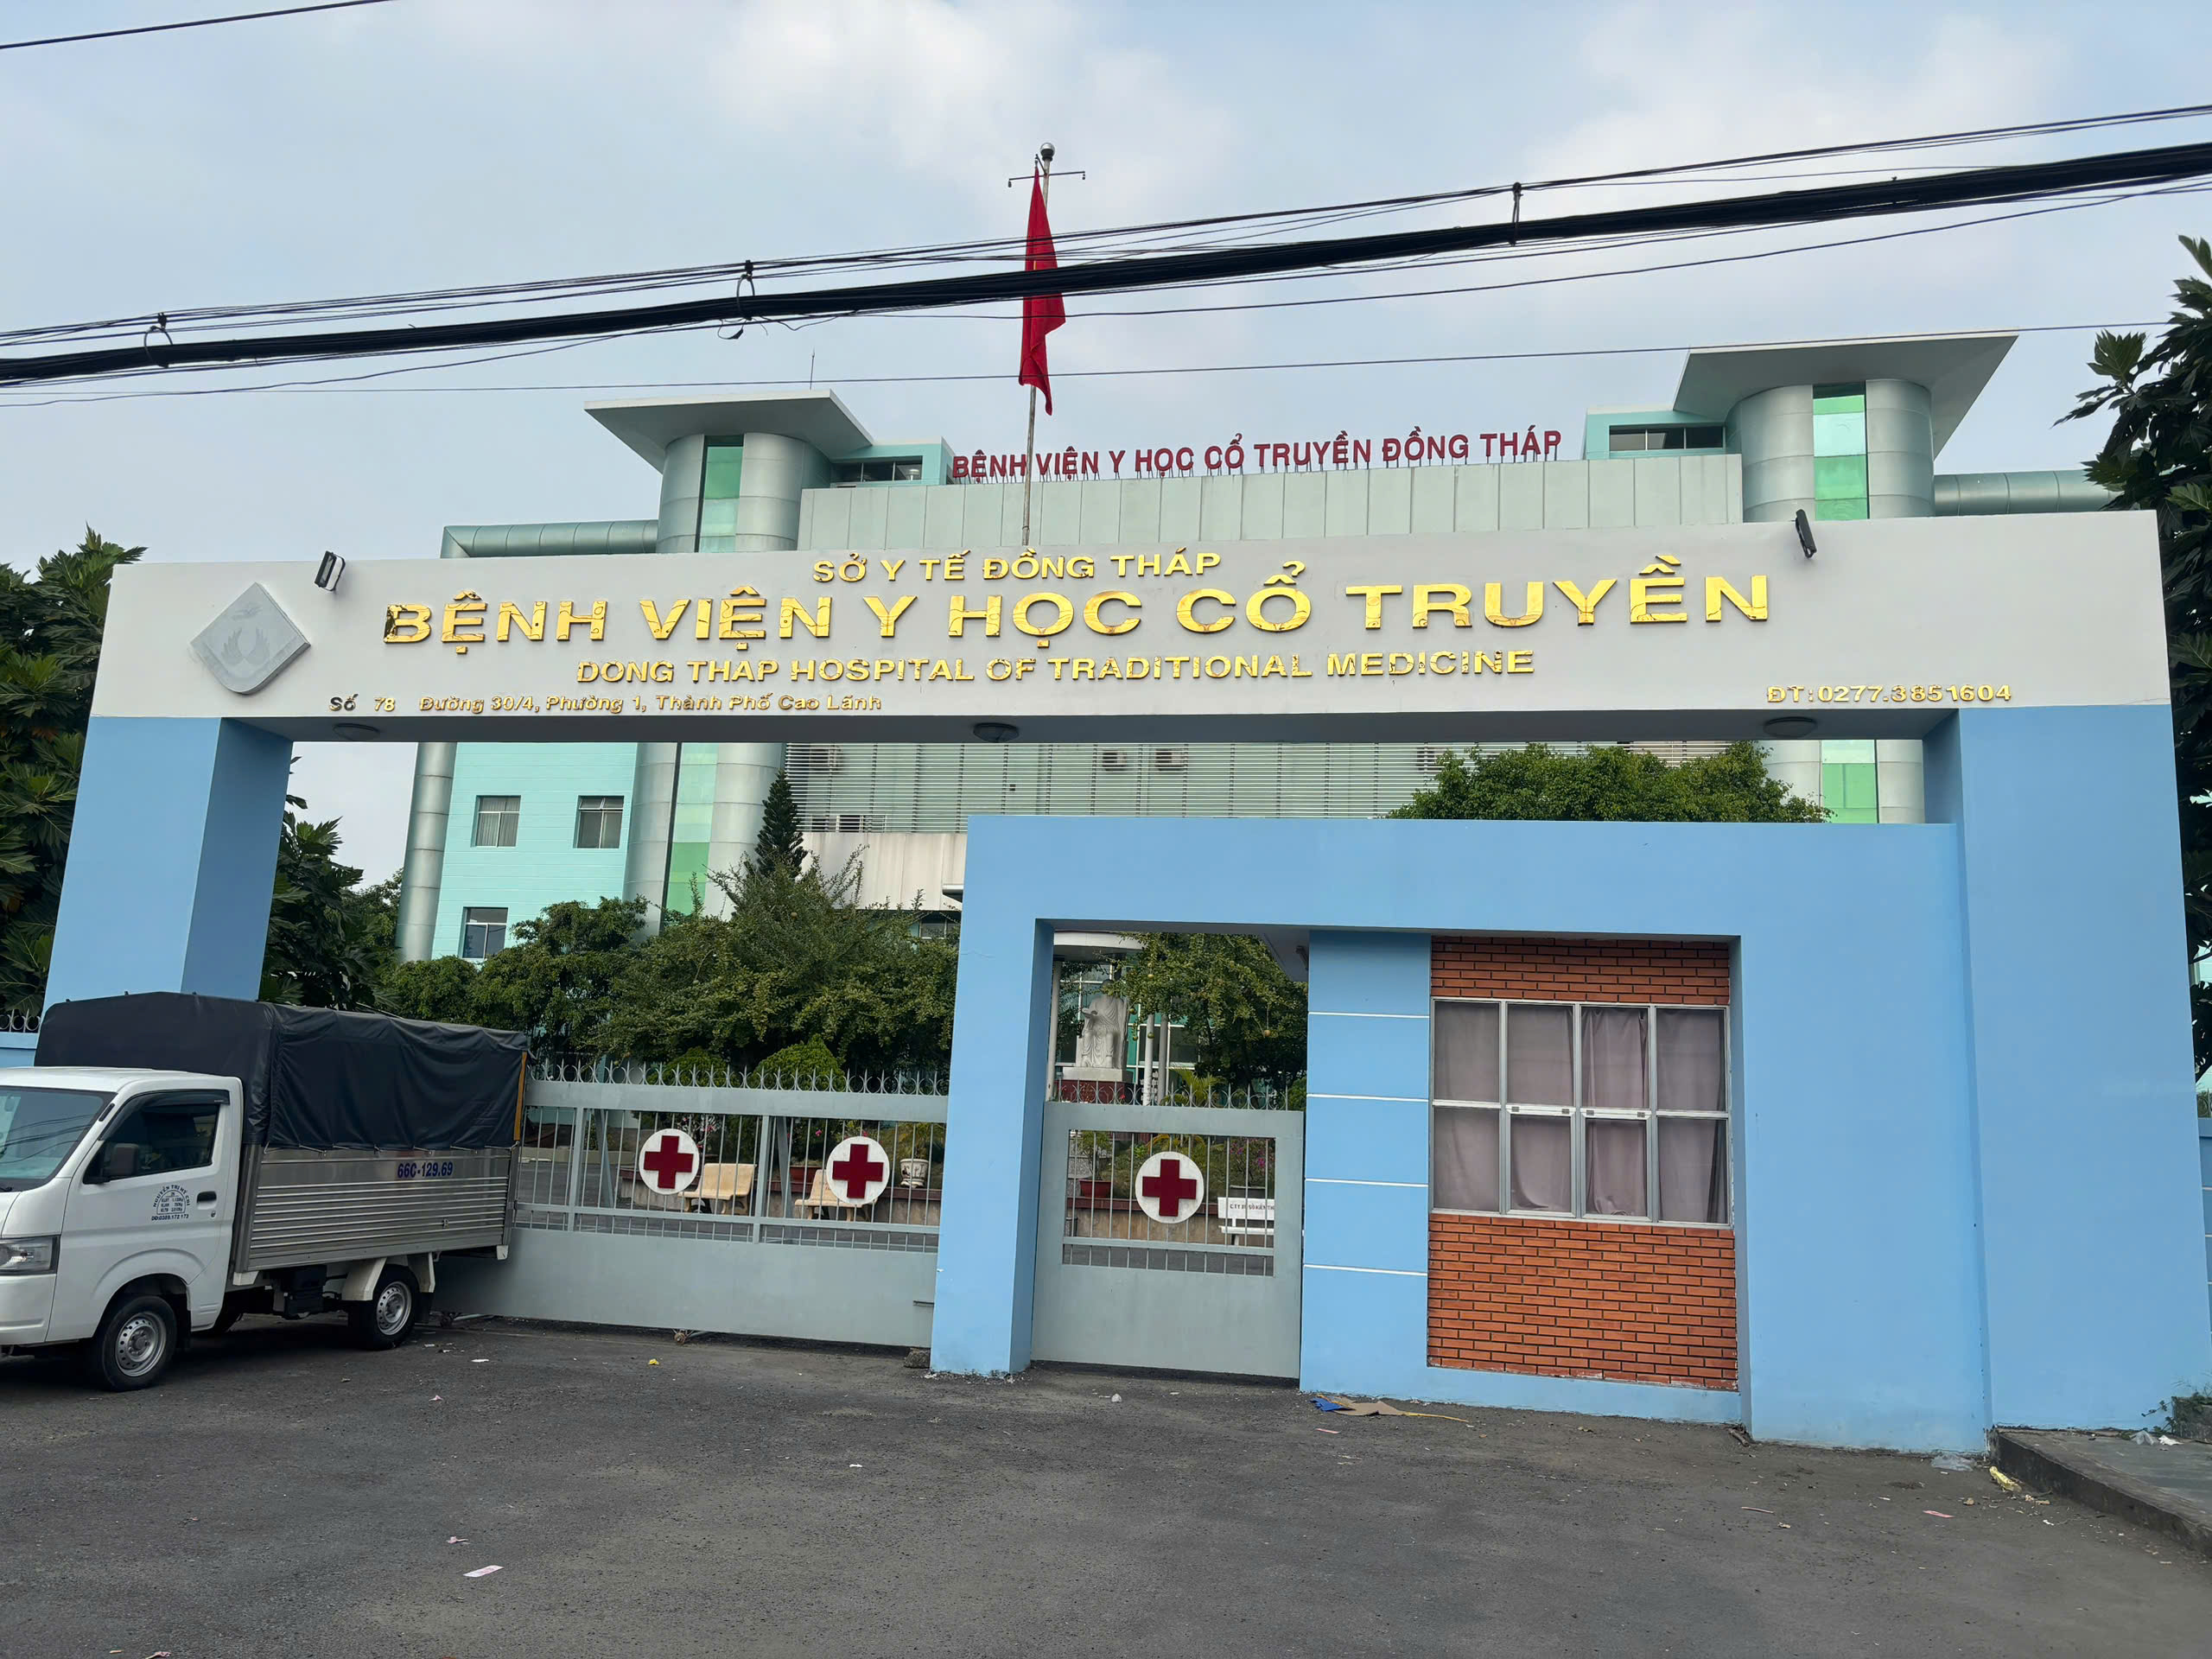 BỆNH VIỆN Y HỌC CỔ TRUYỀN ĐỒNG THÁP
SỞ Y TẾ ĐỒNG THÁP
BỆNH VIỆN Y HỌC CỔ TRUYỀN
DONG THAP HOSPITAL OF TRADITIONAL MEDICINE
Số 78 Đường 30/4, Phường 1, Thành Phố Cao Lãnh
ĐT:0277.3851604
66C-129.69